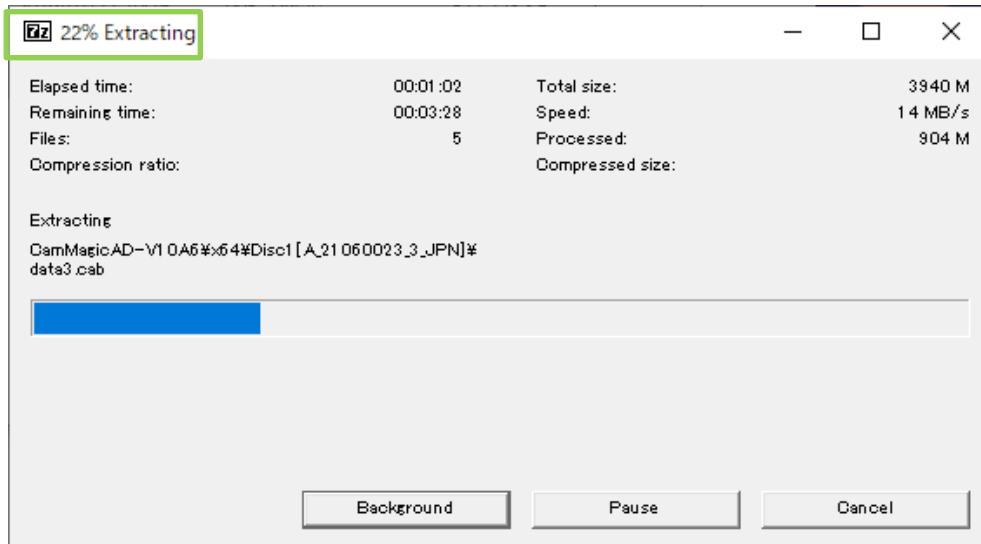 7z 22% Extracting
Elapsed time: 00:01:02 Total size: 3940 M
Remaining time: 00:03:28 Speed: 14 MB/s
Files: 5 Processed: 904 M
Compression ratio: Compressed size:
Extracting
CamMagicAD-V10A6¥x64¥Disc1[A_21060023_3_JPN]¥
data3.cab
Background Pause Cancel